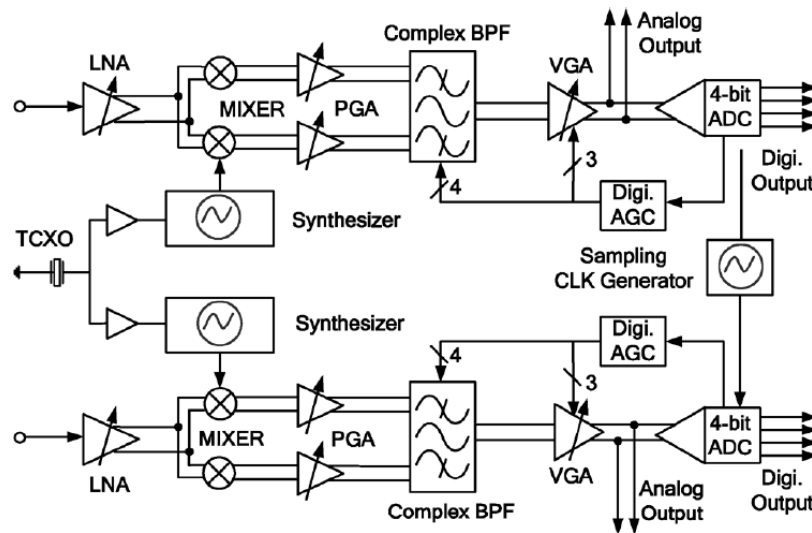 LNA
MIXER
PGA
Complex BPF
VGA
Analog
Output
4-bit
ADC
Digi.
Output
4
3
Digi.
AGC
TCXO
Synthesizer
Sampling
CLK Generator
Synthesizer
4
3
Digi.
AGC
LNA
MIXER
PGA
Complex BPF
VGA
Analog
Output
4-bit
ADC
Digi.
Output